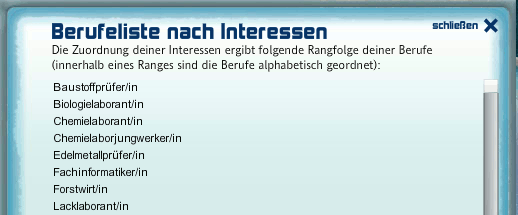 Berufeliste nach Interessen
schließen
Die Zuordnung deiner Interessen ergibt folgende Rangfolge deiner Berufe
(innerhalb eines Ranges sind die Berufe alphabetisch geordnet):
Baustoffprüfer/in
Biologielaborant/in
Chemielaborant/in
Chemielaborjungwerker/in
Edelmetallprüfer/in
Fachinformatiker/in
Forstwirt/in
Lacklaborant/in